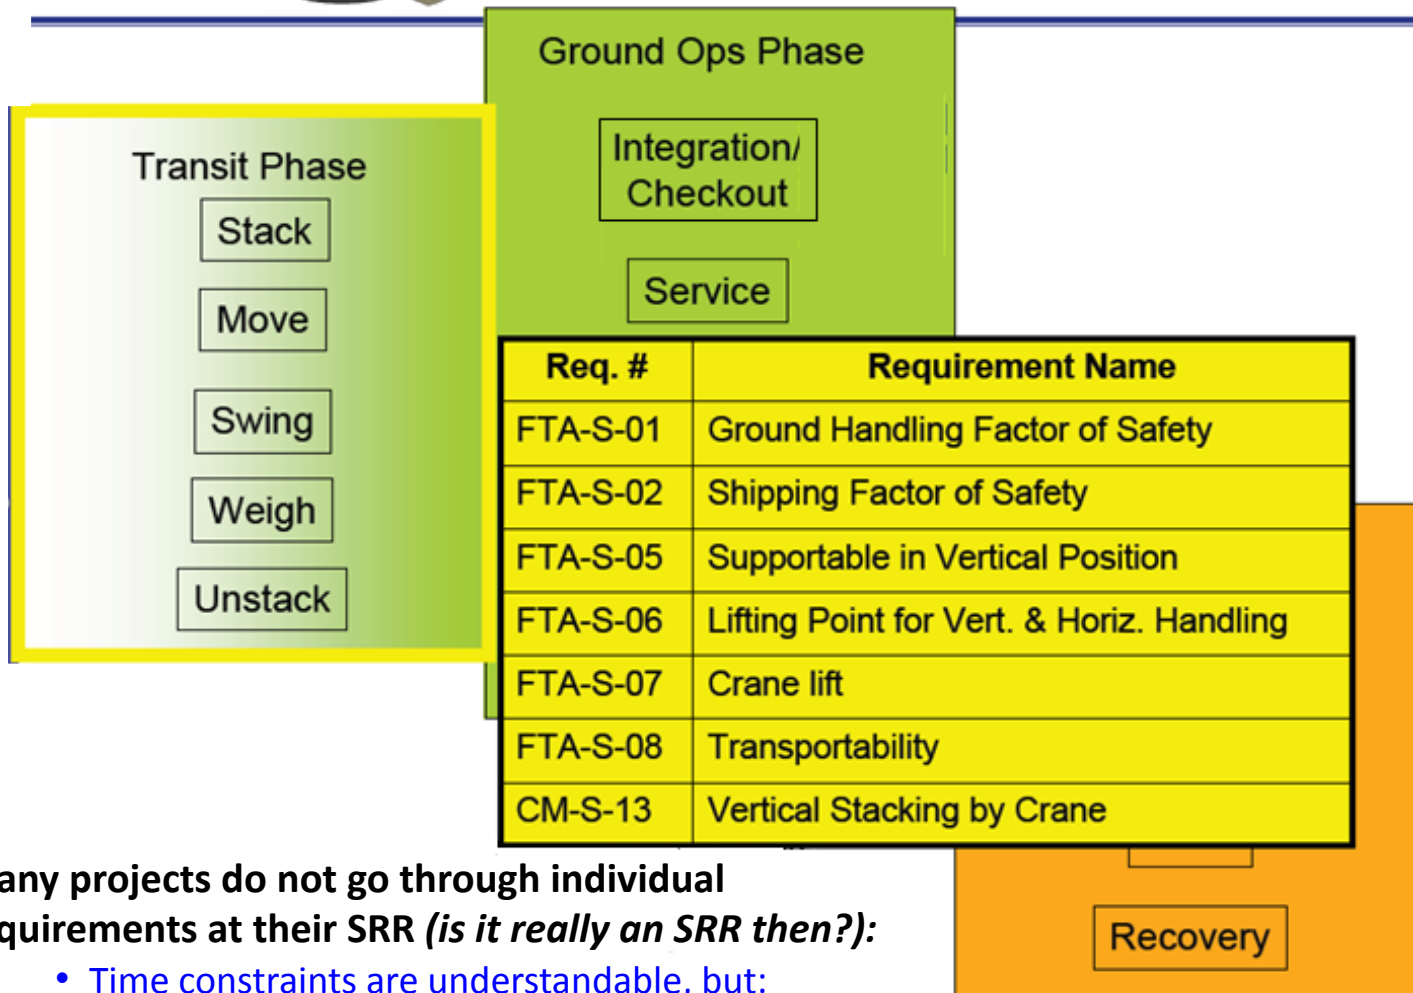 Ground Ops Phase
Integration/
Checkout
Service
Transit Phase
Stack
Move
Swing
Weigh
Unstack
Req. # Requirement Name
FTA-S-01 Ground Handling Factor of Safety
FTA-S-02 Shipping Factor of Safety
FTA-S-05 Supportable in Vertical Position
FTA-S-06 Lifting Point for Vert. & Horiz. Handling
FTA-S-07 Crane lift
FTA-S-08 Transportability
CM-S-13 Vertical Stacking by Crane
any projects do not go through individual
quirements at their SRR (is it really an SRR then?):
• Time constraints are understandable, but:
Recovery